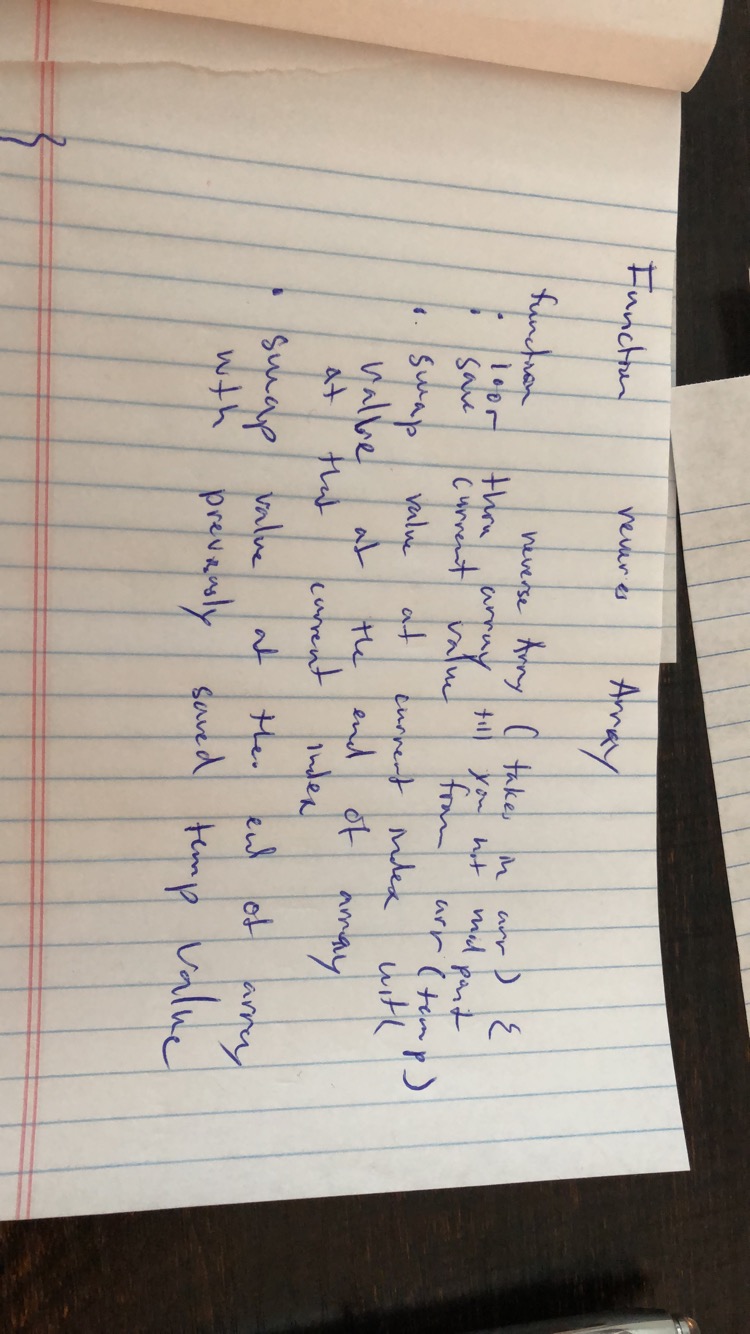 Function reverses Array
function reverse Array ( takes in arr ) {
• loop thru array till you hit mid point
• save current value from arr (temp)
• swap value at current index with
value at the end of array
at that current index
• swap value at the end of array
with previously saved temp value
}